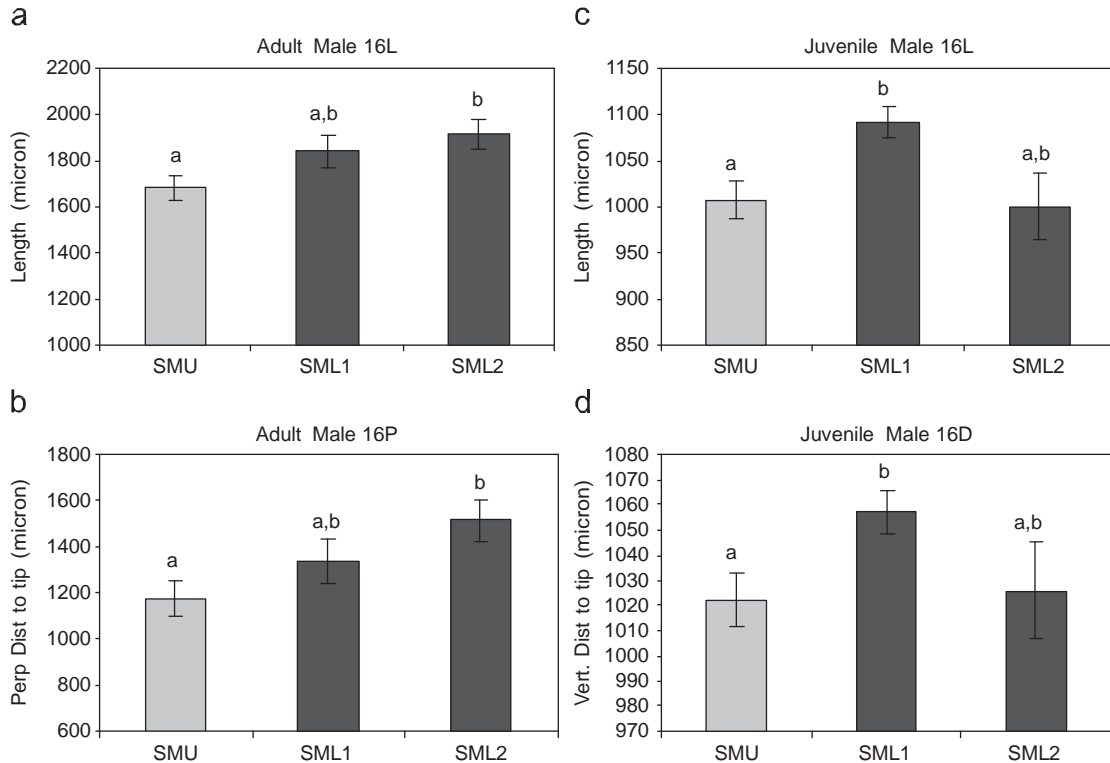 a
Adult Male 16L
Length (micron)
2200
2000
1800
1600
1400
1200
1000
a
a,b
b
SMU
SML1
SML2
b
Adult Male 16P
Perp Dist to tip (micron)
1800
1600
1400
1200
1000
800
600
a
a,b
b
SMU
SML1
SML2
c
Juvenile Male 16L
Length (micron)
1150
1100
1050
1000
950
900
850
a
b
a,b
SMU
SML1
SML2
d
Juvenile Male 16D
Vert. Dist to tip (micron)
1080
1060
1050
1040
1030
1020
1010
1000
990
980
970
a
b
a,b
SMU
SML1
SML2